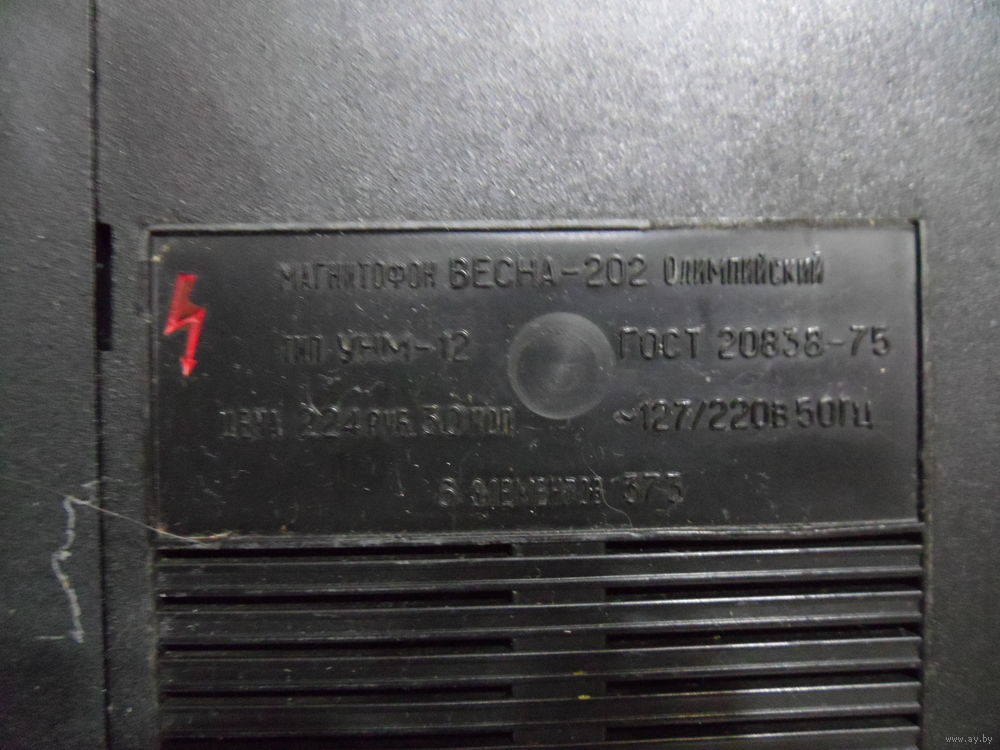 МАГНИТОФОН ВЕСНА-202 ОЛИМПИЙСКИЙ
ТИП УНМ-12 ГОСТ 20838-75
ЦЕНА 224 РУБ. 30 КОП. ~127/220В 50ГЦ
6 ЭЛЕМЕНТОВ 373
www.ay.by